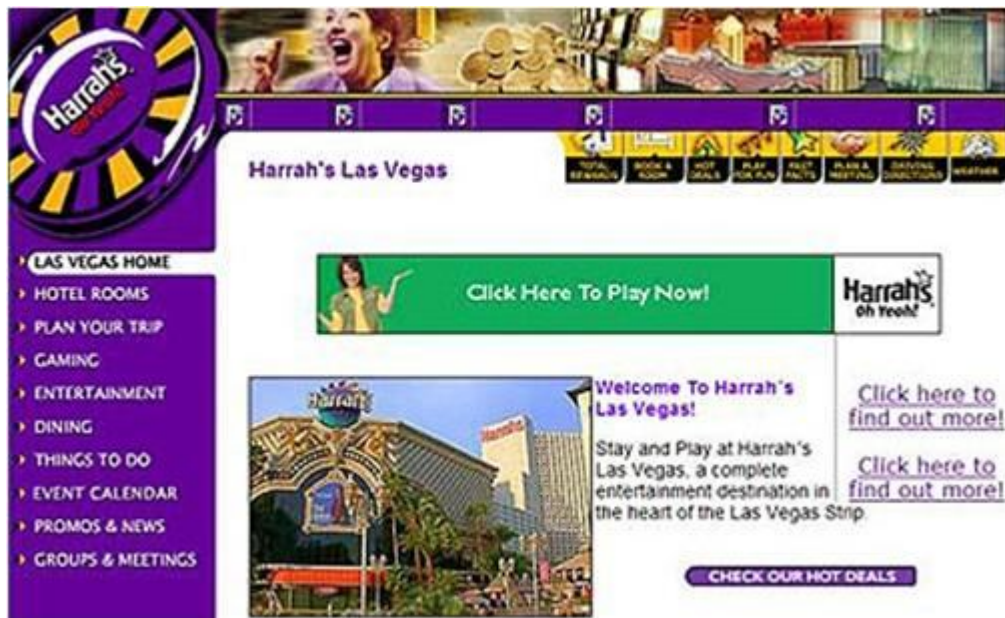 Harrah's
Oh Yeah!
Harrah's Las Vegas
TOTAL
REWARDS
BOOK A
ROOM
HOT
DEALS
PLAY
FOR FUN
FAST
FACTS
PLAN A
MEETING
DRIVING
DIRECTIONS
WEATHER
LAS VEGAS HOME
HOTEL ROOMS
PLAN YOUR TRIP
GAMING
ENTERTAINMENT
DINING
THINGS TO DO
EVENT CALENDAR
PROMOS & NEWS
GROUPS & MEETINGS
Click Here To Play Now!
Harrah's
Oh Yeah!
Harrah's
Harrah's
Welcome To Harrah's
Las Vegas!
Stay and Play at Harrah's
Las Vegas, a complete
entertainment destination in
the heart of the Las Vegas Strip.
Click here to
find out more!
Click here to
find out more!
CHECK OUR HOT DEALS